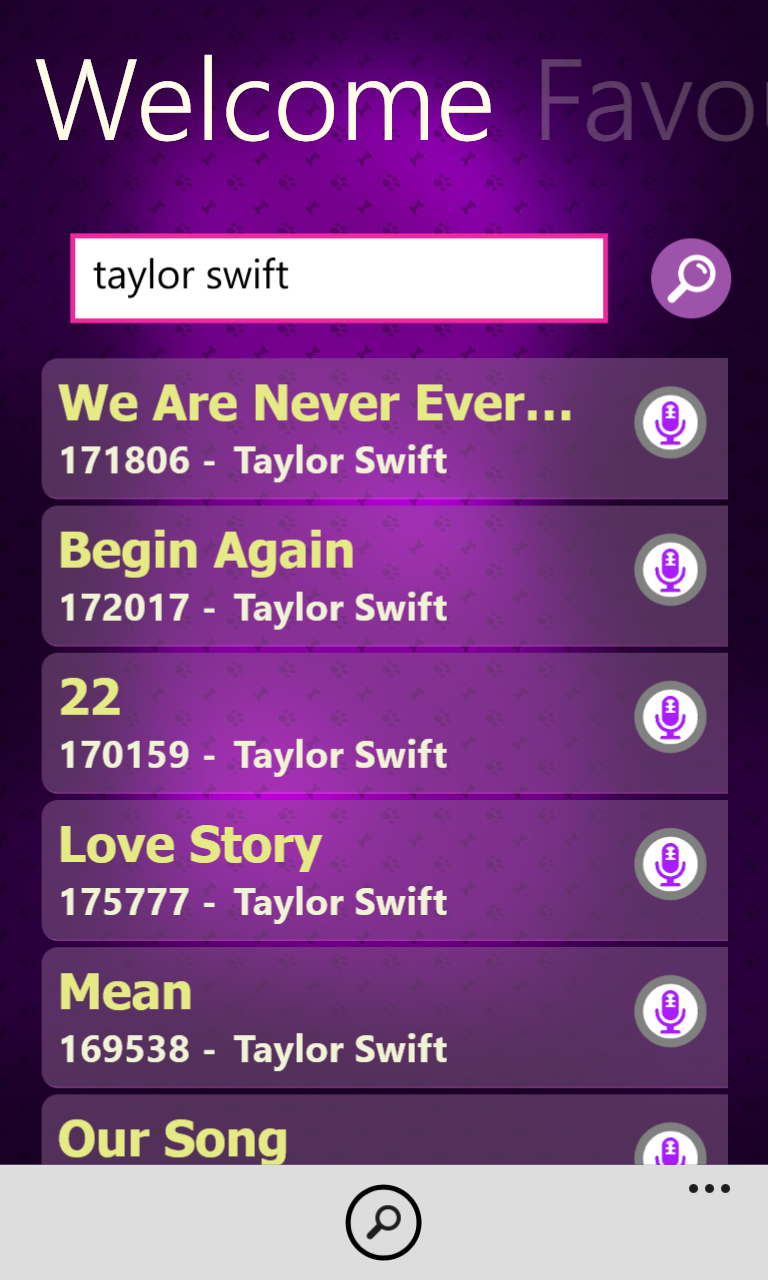 Welcome Favou
taylor swift
We Are Never Ever...
171806 - Taylor Swift
Begin Again
172017 - Taylor Swift
22
170159 - Taylor Swift
Love Story
175777 - Taylor Swift
Mean
169538 - Taylor Swift
Our Song